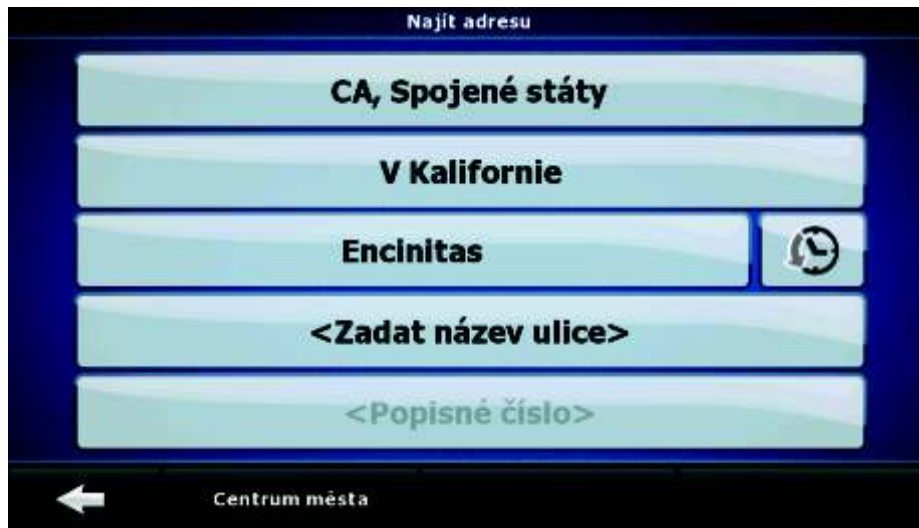 Najít adresu
CA, Spojené státy
V Kalifornie
Encinitas
<Zadat název ulice>
<Popisné číslo>
Centrum města